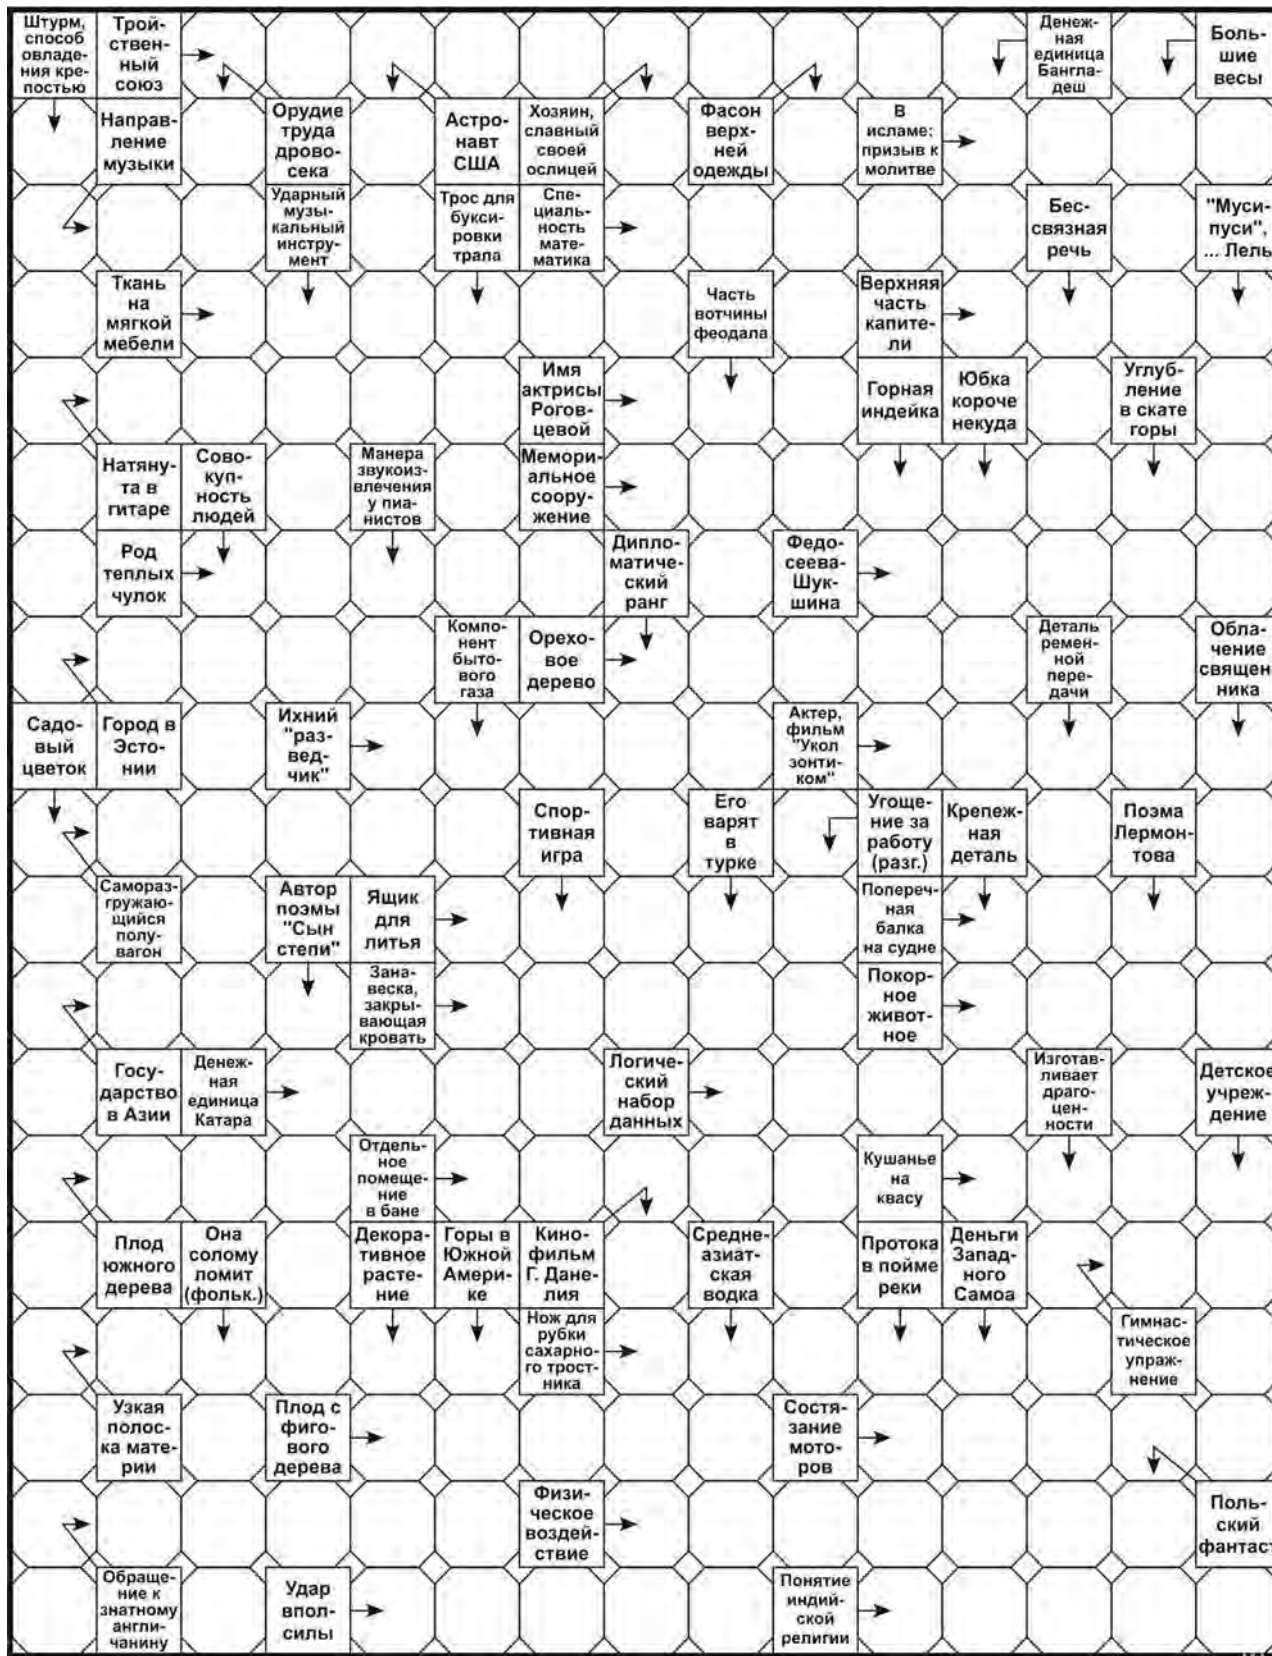 Штурм,
способ
овладе-
ния кре-
постью
Трой-
ствен-
ный
союз
Денеж-
ная
единица
Бангла-
деш
Боль-
шие
весы
Направ-
ление
музыки
Орудие
труда
дрово-
сека
Астро-
навт
США
Хозяин,
славный
своей
ослицей
Фасон
верх-
ней
одежды
В
исламе:
призыв к
молитве
Ударный
музы-
кальный
инстру-
мент
Трос для
букси-
ровки
трала
Спе-
циаль-
ность
мате-
матика
Бес-
связная
речь
"Муси-
пуси",
... Лель
Ткань
на
мягкой
мебели
Часть
вотчины
феодала
Верхняя
часть
капите-
ли
Имя
актрисы
Рогов-
цевой
Горная
индейка
Юбка
короче
некуда
Углуб-
ление
в скате
горы
Натяну-
та в
гитаре
Сово-
куп-
ность
людей
Манера
звукоиз-
влечения
у пиа-
нистов
Мемори-
альное
соору-
жение
Род
теплых
чулок
Дипло-
матиче-
ский
ранг
Федо-
сеева-
Шук-
шина
Компо-
нент
быто-
вого
газа
Орехо-
вое
дерево
Деталь
ремен-
ной
пере-
дачи
Обла-
чение
священ-
ника
Садо-
вый
цветок
Город в
Эсто-
нии
Ихний
"раз-
вед-
чик"
Актер,
фильм
"Укол
зонти-
ком"
Спор-
тивная
игра
Его
варят
в
турке
Угоще-
ние за
работу
(разг.)
Крепеж-
ная
деталь
Поэма
Лермон-
това
Самораз-
гружаю-
щийся
полу-
вагон
Автор
поэмы
"Сын
степи"
Ящик
для
литья
Попереч-
ная
балка
на судне
Зана-
веска,
закры-
вающая
кровать
Покор-
ное
живот-
ное
Госу-
дарство
в Азии
Денеж-
ная
единица
Катара
Логиче-
ский
набор
данных
Изготав-
ливает
драго-
цен-
ности
Детское
учреж-
дение
Отдель-
ное
помеще-
ние
в бане
Кушанье
на
квасу
Плод
южного
дерева
Она
солому
ломит
(фольк.)
Декора-
тивное
расте-
ние
Горы в
Южной
Амери-
ке
Кино-
фильм
Г. Дане-
лия
Средне-
азиат-
ская
водка
Протока
в пойме
реки
Деньги
Запад-
ного
Самоа
Нож для
рубки
сахарно-
го трост-
ника
Гимнас-
тическое
упраж-
нение
Узкая
полос-
ка мате-
рии
Плод с
фиго-
вого
дерева
Состя-
зание
мото-
ров
Физи-
ческое
воздей-
ствие
Поль-
ский
фантаст
Обраще-
ние к
знатному
англи-
чанину
Удар
впол-
силы
Понятие
индий-
ской
религии